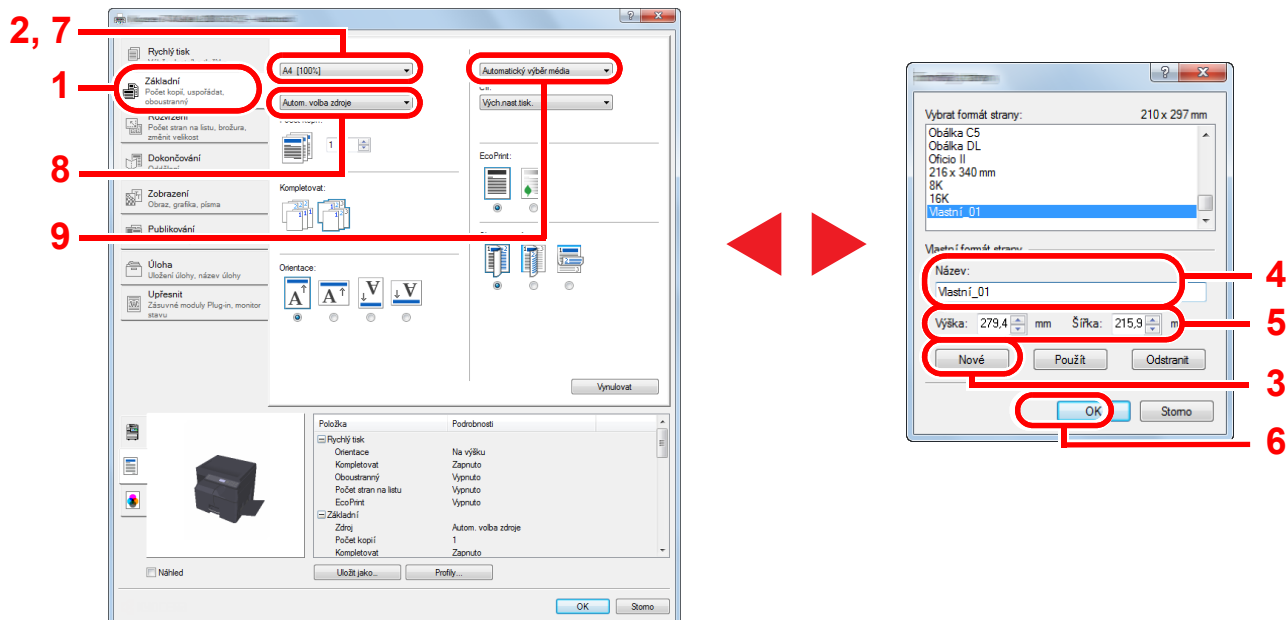 2, 7
1
8
9
Rychlý tisk
Základní
Počet kopií, uspořádat,
oboustranný
Rozvržení
Počet stran na listu, brožura,
změnit velikost
Dokončování
Zobrazení
Obraz, grafika, písma
Publikování
Úloha
Uložení úlohy, název úlohy
Upřesnit
Zásuvné moduly Plug-in, monitor
stavu
A4 [100%]
Autom. volba zdroje
1
Kompletovat:
Orientace:
Automatický výběr média
Vých.nast.tisk.
EcoPrint:
Vynulovat
Položka Podrobnosti
Rychlý tisk
Orientace Na výšku
Kompletovat Zapnuto
Oboustranný Vypnuto
Počet stran na listu Vypnuto
EcoPrint Vypnuto
Základní
Zdroj Autom. volba zdroje
Počet kopií 1
Kompletovat Zapnuto
Náhled
Uložit jako... Profily...
OK Storno
Vybrat formát strany: 210 x 297 mm
Obálka C5
Obálka DL
Oficio II
216 x 340 mm
8K
16K
Vlastní_01
Vlastní formát strany
Název:
Vlastní_01
Výška: 279,4 mm Šířka: 215,9
Nové Použít Odstranit
OK Storno
4
5
3
6